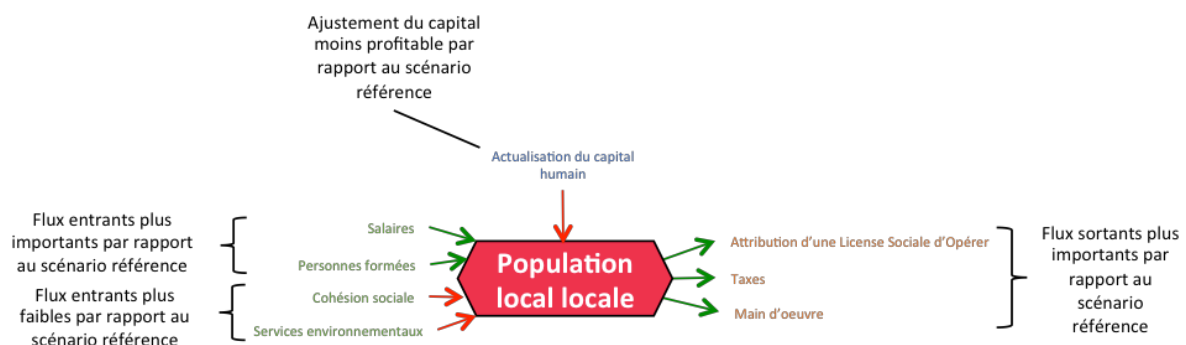 Ajustement du capital
moins profitable par
rapport au scénario
référence
Actualisation du capital
humain
Flux entrants plus
importants par rapport
au scénario référence
Flux entrants plus
faibles par rapport au
scénario référence
Salaires
Personnes formées
Cohésion sociale
Services environnementaux
Population
local locale
Attribution d’une License Sociale d’Opérer
Taxes
Main d’oeuvre
Flux sortants plus
importants par
rapport au
scénario
référence